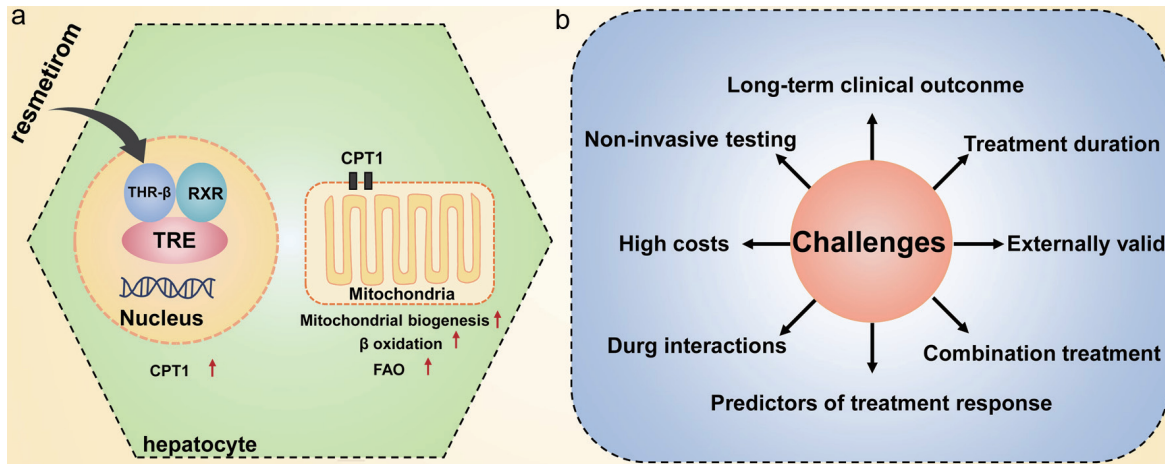 a
resmetirom
THR-β
RXR
TRE
Nucleus
CPT1
CPT1
Mitochondria
Mitochondrial biogenesis
β oxidation
FAO
hepatocyte
b
Long-term clinical outconme
Non-invasive testing
Treatment duration
High costs
Challenges
Externally valid
Durg interactions
Combination treatment
Predictors of treatment response